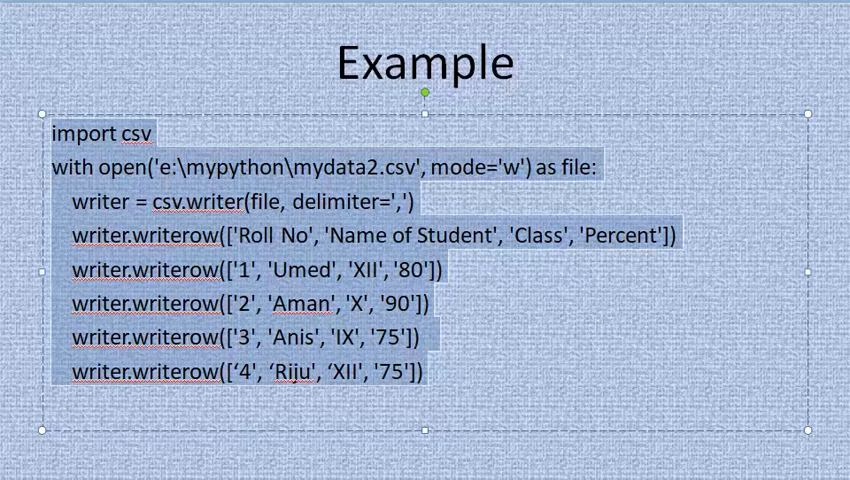 Example
import csv
with open('e:\mypython\mydata2.csv', mode='w') as file:
writer = csv.writer(file, delimiter=',')
writer.writerow(['Roll No', 'Name of Student', 'Class', 'Percent'])
writer.writerow(['1', 'Umed', 'XII', '80'])
writer.writerow(['2', 'Aman', 'X', '90'])
writer.writerow(['3', 'Anis', 'IX', '75'])
writer.writerow([‘4', ‘Riju', ‘XII', '75'])